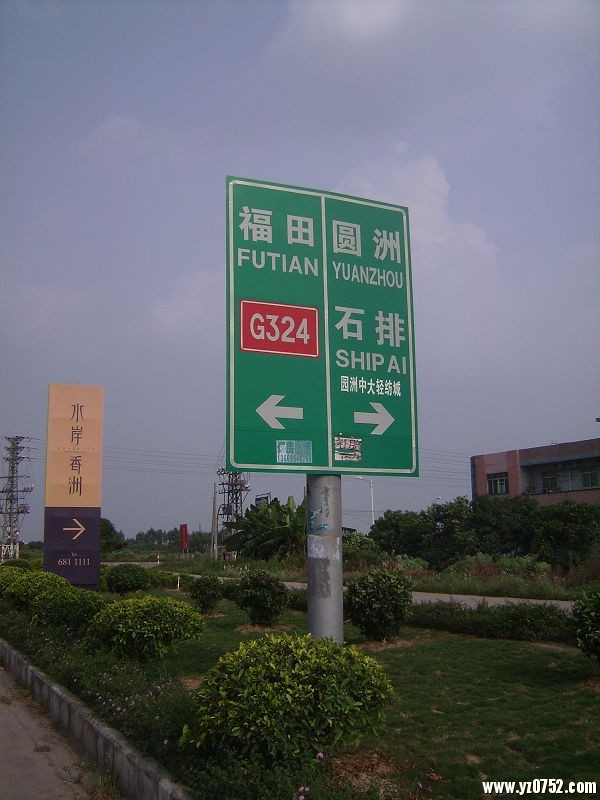 福田
FUTIAN
G324
圆洲
YUANZHOU
石排
SHIPAI
园洲中大轻纺城
水岸香洲
681 1111
www.yz0752.com